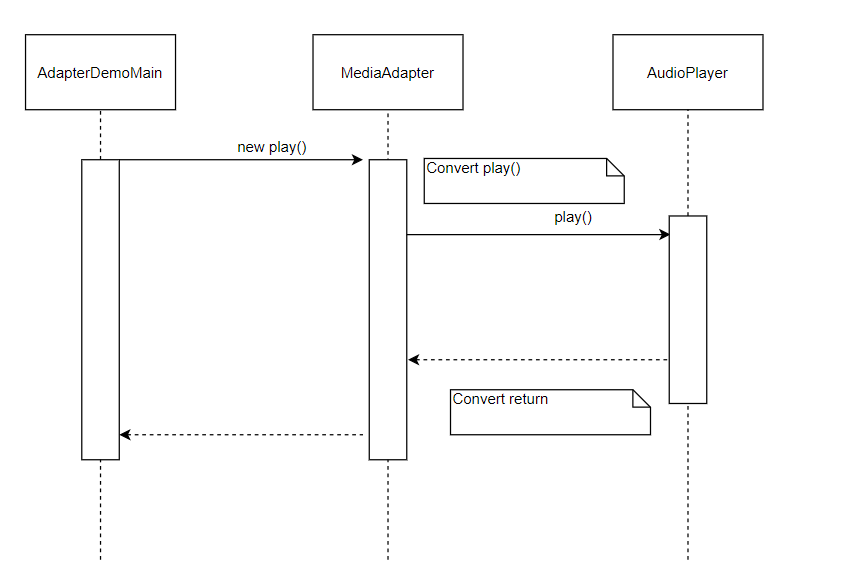 AdapterDemoMain
MediaAdapter
AudioPlayer
new play()
Convert play()
play()
Convert return